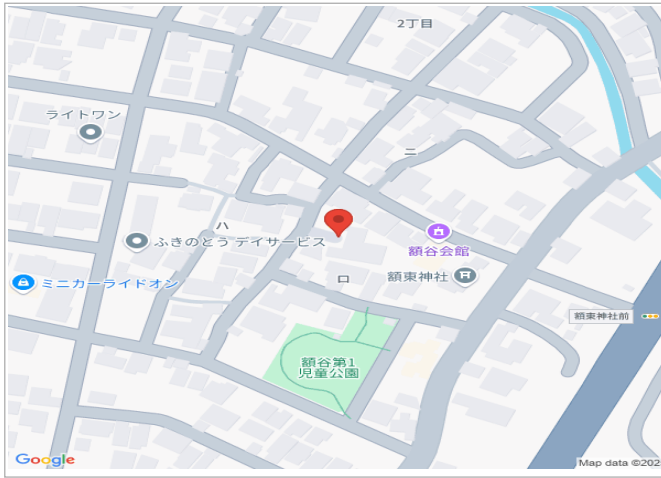 2丁目
ライトワン
ニ
ハ
ふきのとうデイサービス
額谷会館
ロ
額東神社
ミニカーライドオン
額東神社前
額谷第1
児童公園
Google
Map data ©202